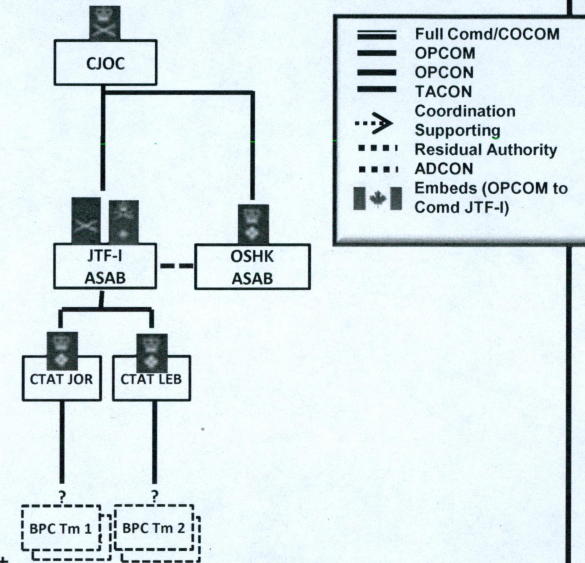 CJOC
JTF-I
ASAB
OSHK
ASAB
CTAT JOR
CTAT LEB
?
?
BPC Tm 1
BPC Tm 2
Full Comd/COCOM
OPCOM
OPCON
TACON
Coordination
Supporting
Residual Authority
ADCON
Embeds (OPCOM to
Comd JTF-I)